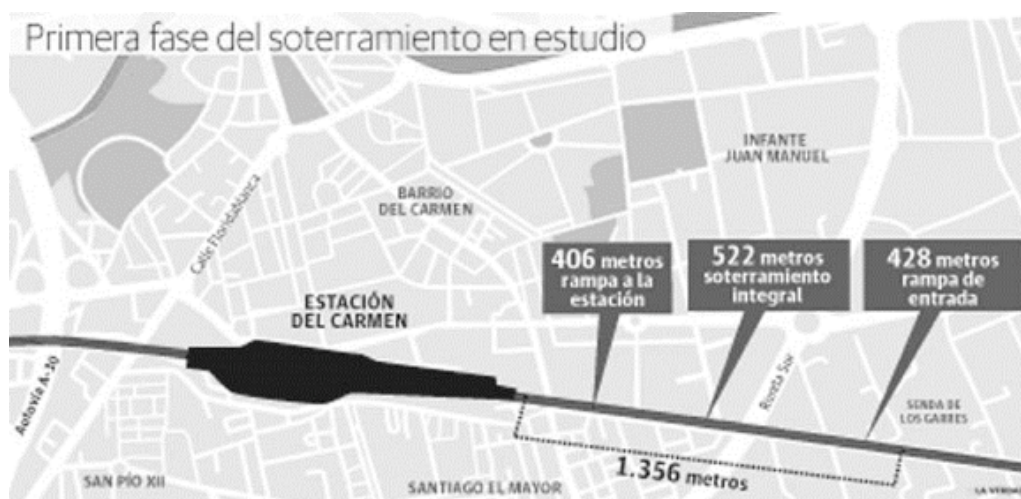 Primera fase del soterramiento en estudio
INFANTE
JUAN MANUEL
BARRIO
DEL CARMEN
Calle Floridablanca
406 metros
rampa a la
estación
522 metros
soterramiento
integral
428 metros
rampa de
entrada
ESTACIÓN
DEL CARMEN
Autovía A-30
Ronda Sur
SENDA DE
LOS GARRES
1.356 metros
SAN PÍO XII
SANTIAGO EL MAYOR
LA VERDAD